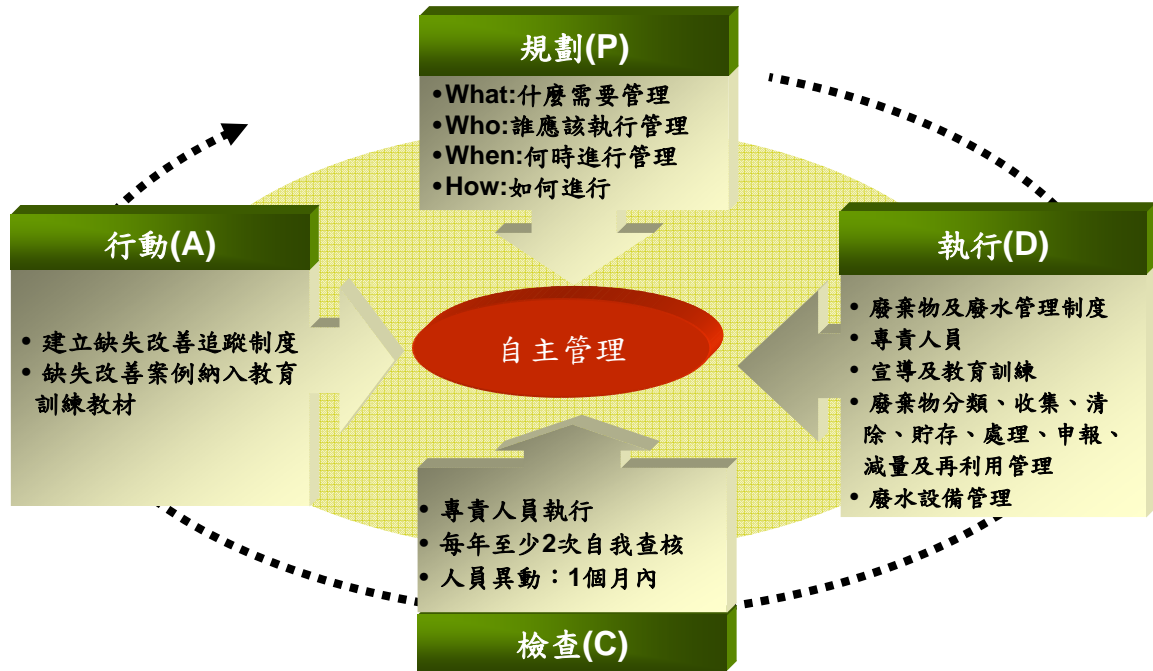 規劃(P)
•What:什麼需要管理
•Who:誰應該執行管理
•When:何時進行管理
•How:如何進行
行動(A)
• 建立缺失改善追蹤制度
• 缺失改善案例納入教育
訓練教材
自主管理
執行(D)
• 廢棄物及廢水管理制度
• 專責人員
• 宣導及教育訓練
• 廢棄物分類、收集、清
除、貯存、處理、申報、
減量及再利用管理
• 廢水設備管理
• 專責人員執行
• 每年至少2次自我查核
• 人員異動：1個月內
檢查(C)